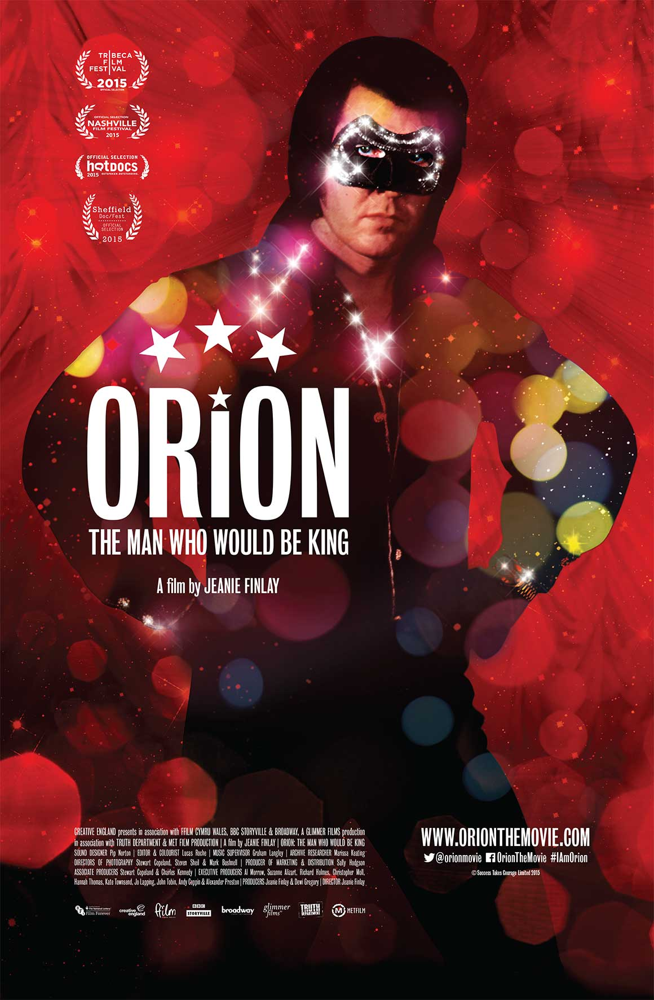 TRIBECA
FILM
FESTIVAL
2015
OFFICIAL SELECTION
OFFICIAL SELECTION
NASHVILLE
FILM FESTIVAL
2015
OFFICIAL SELECTION
hotDOCS
2015 OUTSPOKEN. OUTSTANDING.
Sheffield
Doc/Fest
OFFICIAL
SELECTION
2015
ORiON
THE MAN WHO WOULD BE KING
A film by JEANIE FINLAY
CREATIVE ENGLAND presents in association with FFILM CYMRU WALES, BBC STORYVILLE & BROADWAY, A GLIMMER FILMS production
in association with TRUTH DEPARTMENT & MET FILM PRODUCTION | A film by JEANIE FINLAY | ORION: THE MAN WHO WOULD BE KING
SOUND DESIGNER Pip Norton | EDITOR & COLOURIST Lucas Roche | MUSIC SUPERVISOR Graham Langley | ARCHIVE RESEARCHER Marissa Keating
DIRECTORS OF PHOTOGRAPHY Stewart Copeland, Steven Sheil & Mark Bushnell | PRODUCER OF MARKETING & DISTRIBUTION Sally Hodgson
ASSOCIATE PRODUCERS Stewart Copeland & Charles Kennedy | EXECUTIVE PRODUCERS Al Morrow, Suzanne Alizart, Richard Holmes, Christopher Moll,
Hannah Thomas, Kate Townsend, Jo Lapping, John Tobin, Andy Coppin & Alexander Preston | PRODUCERS Jeanie Finlay & Dewi Gregory | DIRECTOR Jeanie Finlay
WWW.ORIONTHEMOVIE.COM
@orionmovie OrionTheMovie #IAmOrion
© Success Takes Courage Limited 2015
BFI THE NATIONAL LOTTERY Film Forever
creative england
ffilm
BBC STORYVILLE
broadway
glimmer films
TRUTH DEPARTMENT
M METFILM